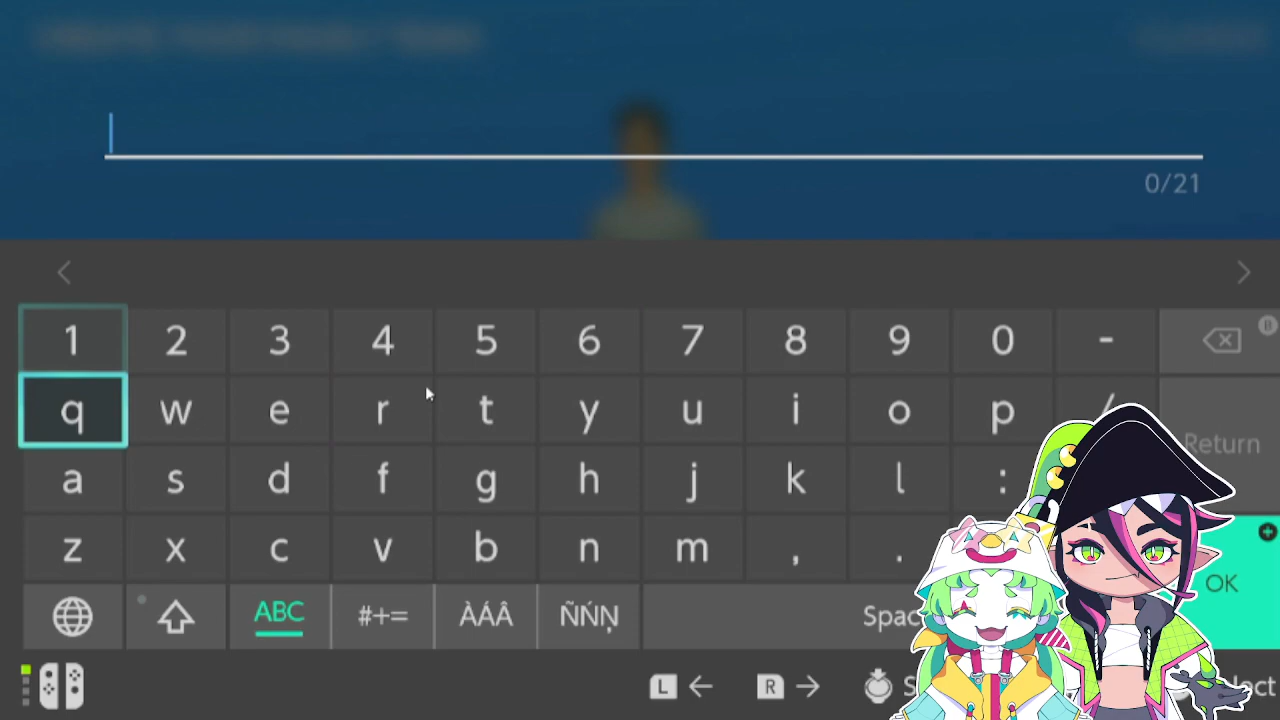 0/21
1 2 3 4 5 6 7 8 9 0 -
q w e r t y u i o p /
Return
a s d f g h j k l :
z x c v b n m , .
OK
ABC #+= ÀÁÂ ÑŃŅ
L ← R →